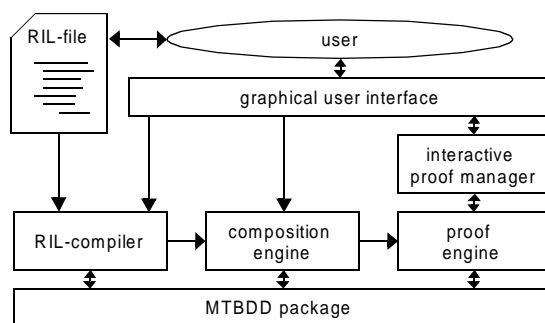 RIL-file
user
graphical user interface
interactive
proof manager
RIL-compiler
composition
engine
proof
engine
MTBDD package